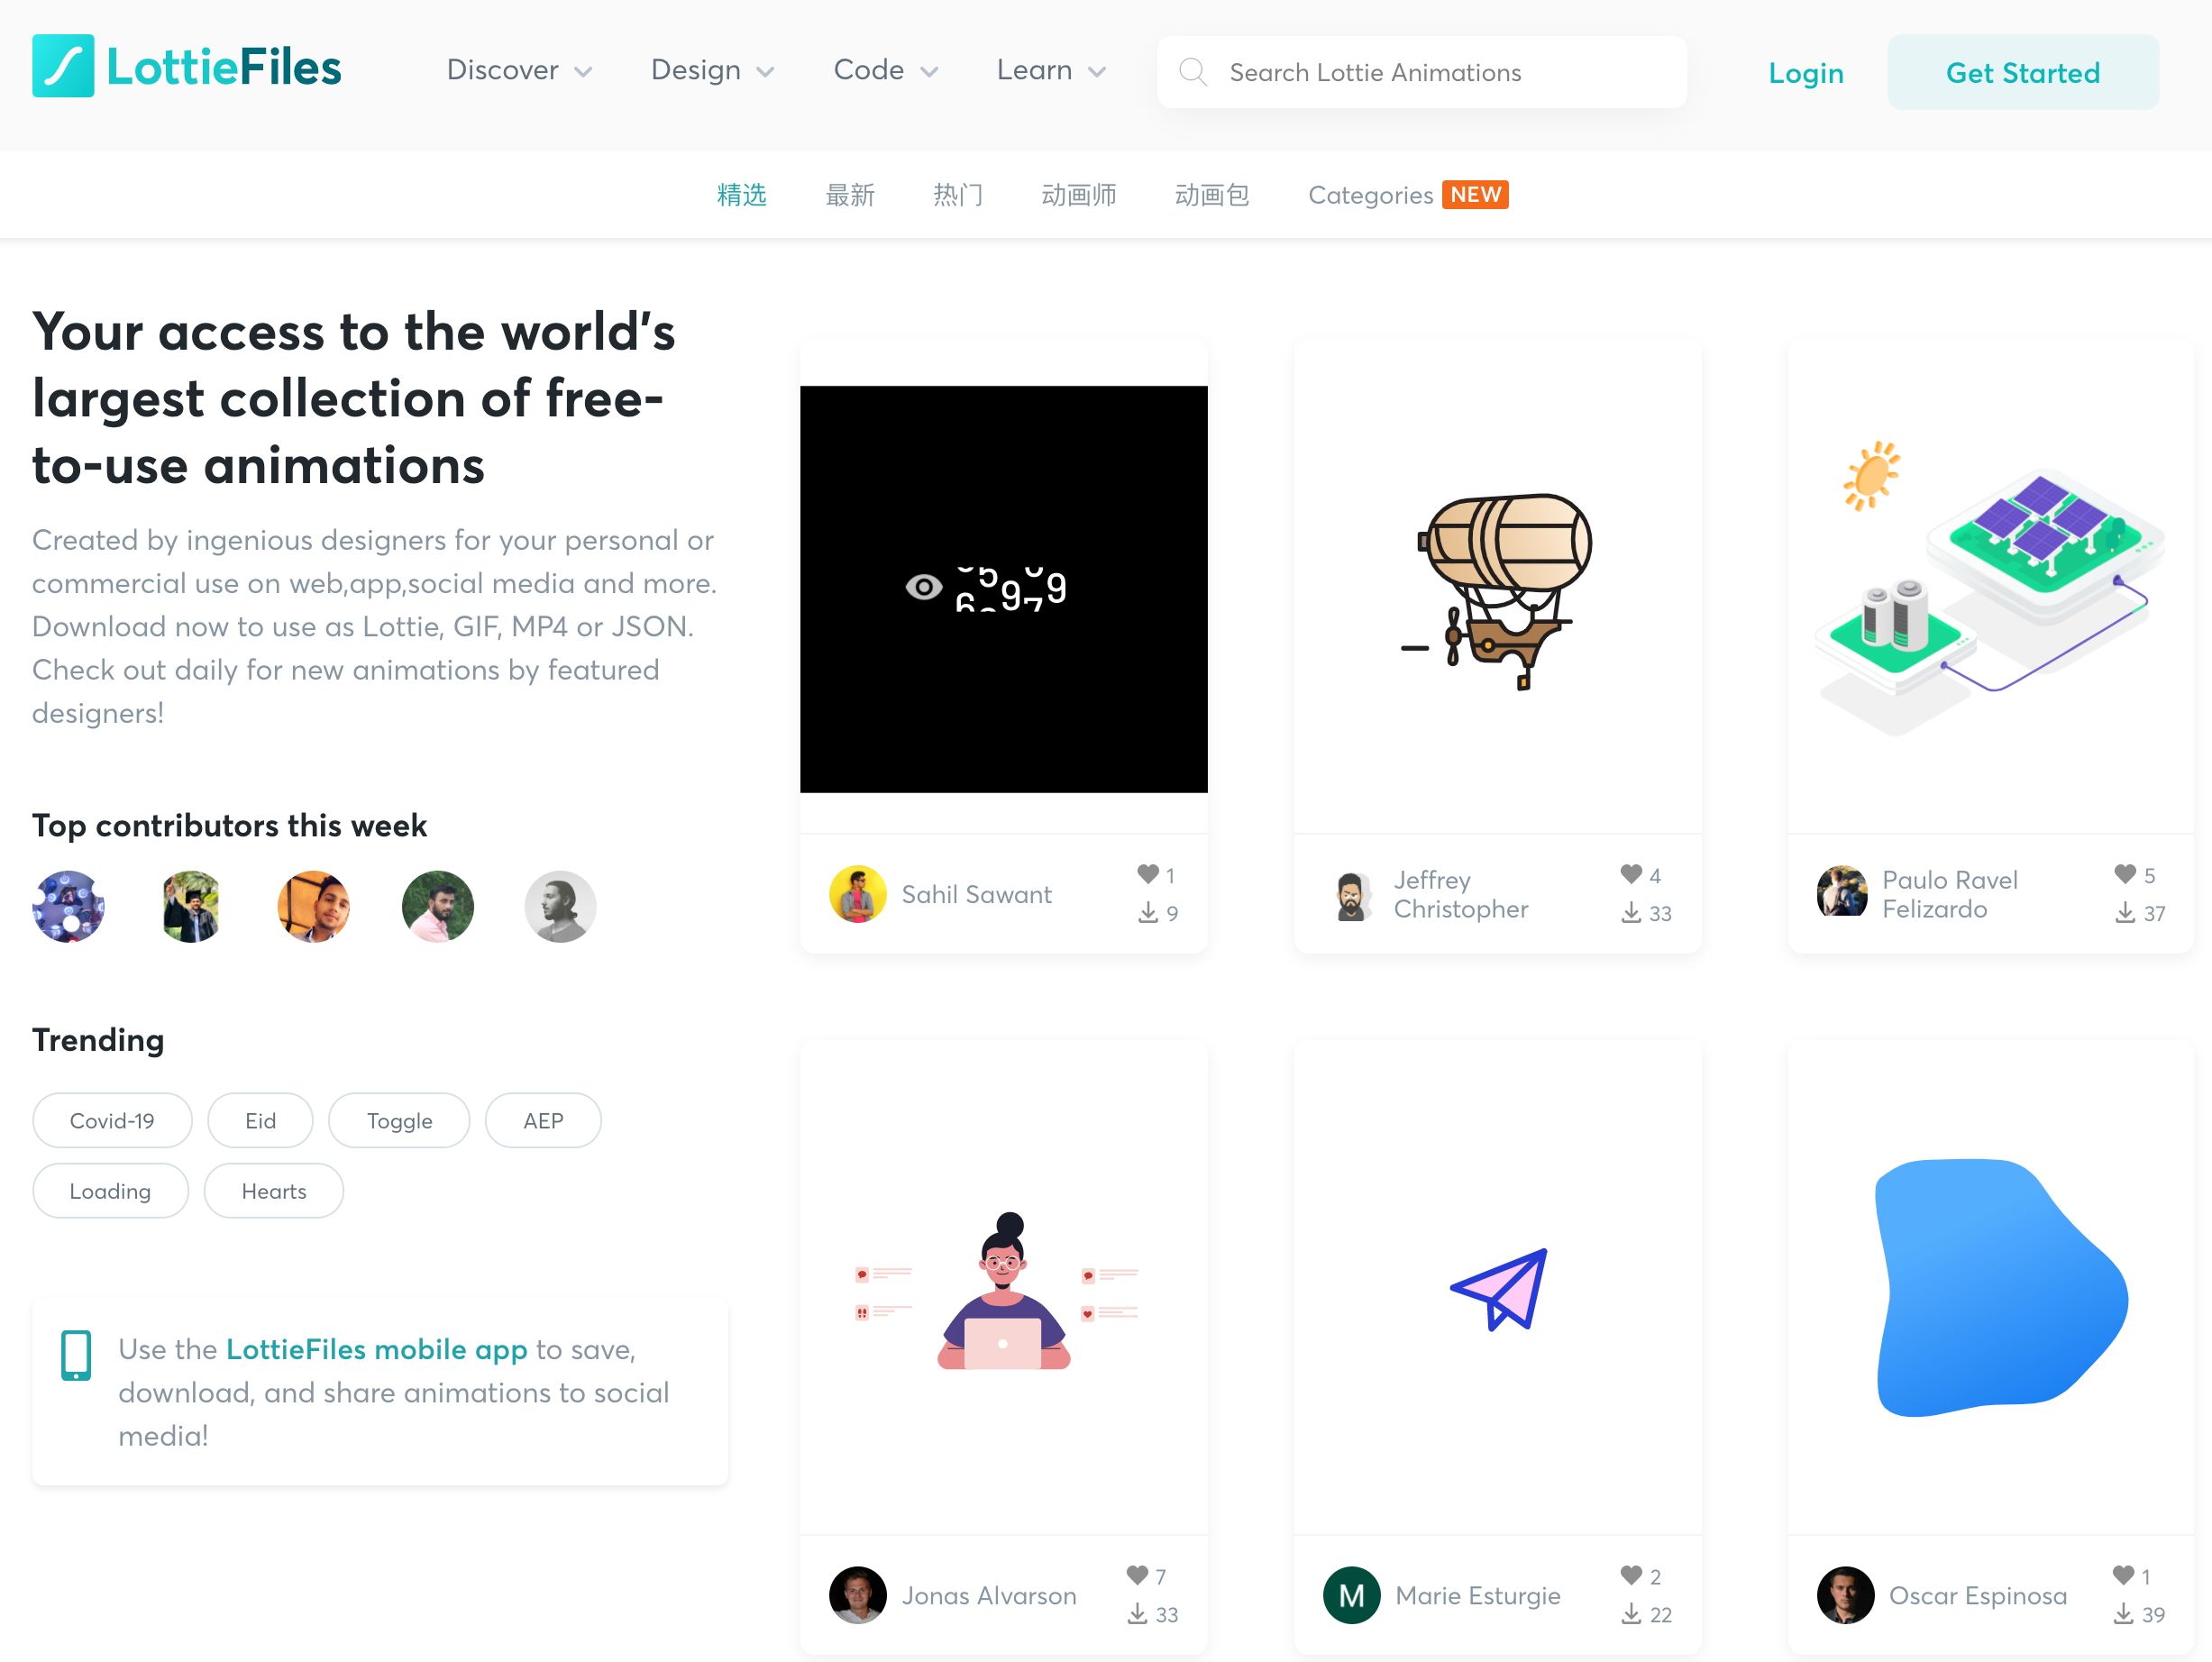 LottieFiles
Discover
Design
Code
Learn
Search Lottie Animations
Login
Get Started
精选
最新
热门
动画师
动画包
Categories NEW
Your access to the world's
largest collection of free-
to-use animations
Created by ingenious designers for your personal or
commercial use on web,app,social media and more.
Download now to use as Lottie, GIF, MP4 or JSON.
Check out daily for new animations by featured
designers!
Top contributors this week
Trending
Covid-19
Eid
Toggle
AEP
Loading
Hearts
Use the LottieFiles mobile app to save,
download, and share animations to social
media!
Sahil Sawant
1
9
Jeffrey
Christopher
4
33
Paulo Ravel
Felizardo
5
37
Jonas Alvarson
7
33
M
Marie Esturgie
2
22
Oscar Espinosa
1
39